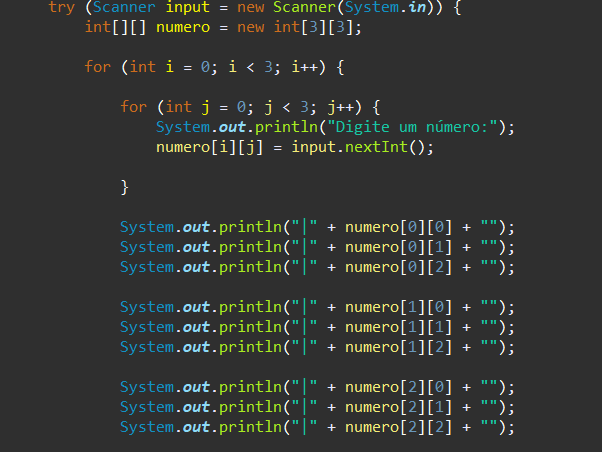 try (Scanner input = new Scanner(System.in)) {
int[][] numero = new int[3][3];
for (int i = 0; i < 3; i++) {
for (int j = 0; j < 3; j++) {
System.out.println("Digite um número:");
numero[i][j] = input.nextInt();
}
System.out.println("|" + numero[0][0] + "");
System.out.println("|" + numero[0][1] + "");
System.out.println("|" + numero[0][2] + "");
System.out.println("|" + numero[1][0] + "");
System.out.println("|" + numero[1][1] + "");
System.out.println("|" + numero[1][2] + "");
System.out.println("|" + numero[2][0] + "");
System.out.println("|" + numero[2][1] + "");
System.out.println("|" + numero[2][2] + "");